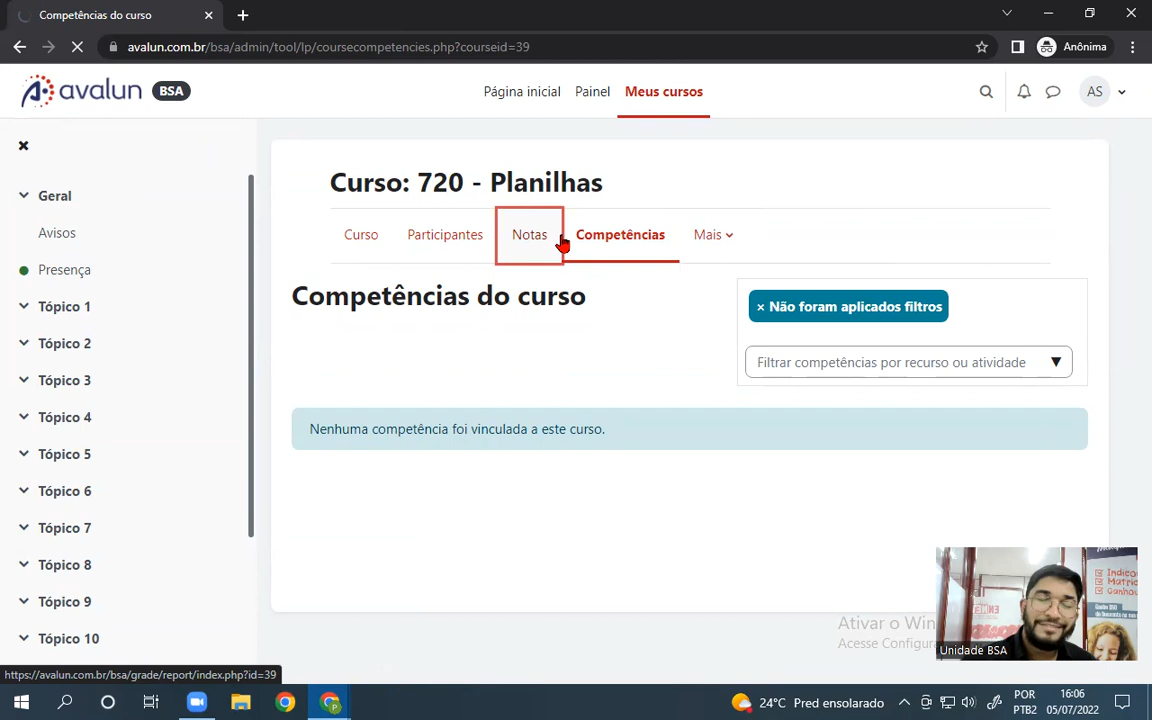 Competências do curso
avalun.com.br/bsa/admin/tool/lp/coursecompetencies.php?courseid=39
Anônima
avalun BSA
Página inicial Painel Meus cursos
AS
Geral
Avisos
Presença
Tópico 1
Tópico 2
Tópico 3
Tópico 4
Tópico 5
Tópico 6
Tópico 7
Tópico 8
Tópico 9
Tópico 10
Curso: 720 - Planilhas
Curso Participantes Notas Competências Mais
Competências do curso
× Não foram aplicados filtros
Filtrar competências por recurso ou atividade ▼
Nenhuma competência foi vinculada a este curso.
Ativar o Win
Acesse Configura
Unidade BSA
https://avalun.com.br/bsa/grade/report/index.php?id=39
24°C Pred ensolarado
POR
PTB2
16:06
05/07/2022